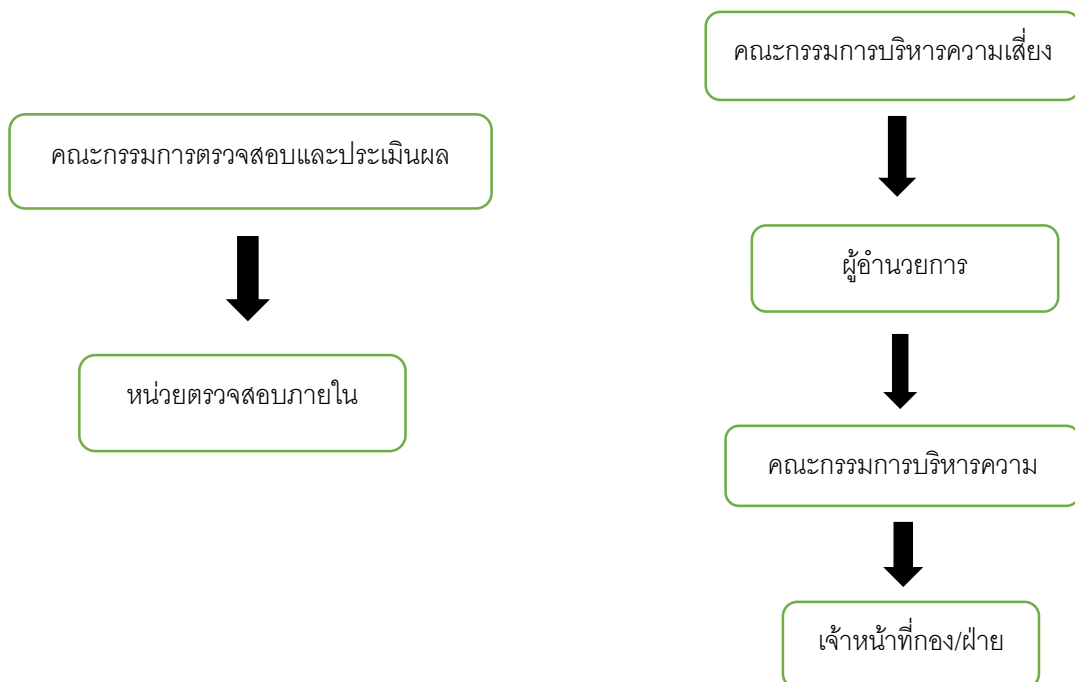 คณะกรรมการบริหารความเสี่ยง
คณะกรรมการตรวจสอบและประเมินผล
ผู้อำนวยการ
หน่วยตรวจสอบภายใน
คณะกรรมการบริหารความ
เจ้าหน้าที่กอง/ฝ่าย